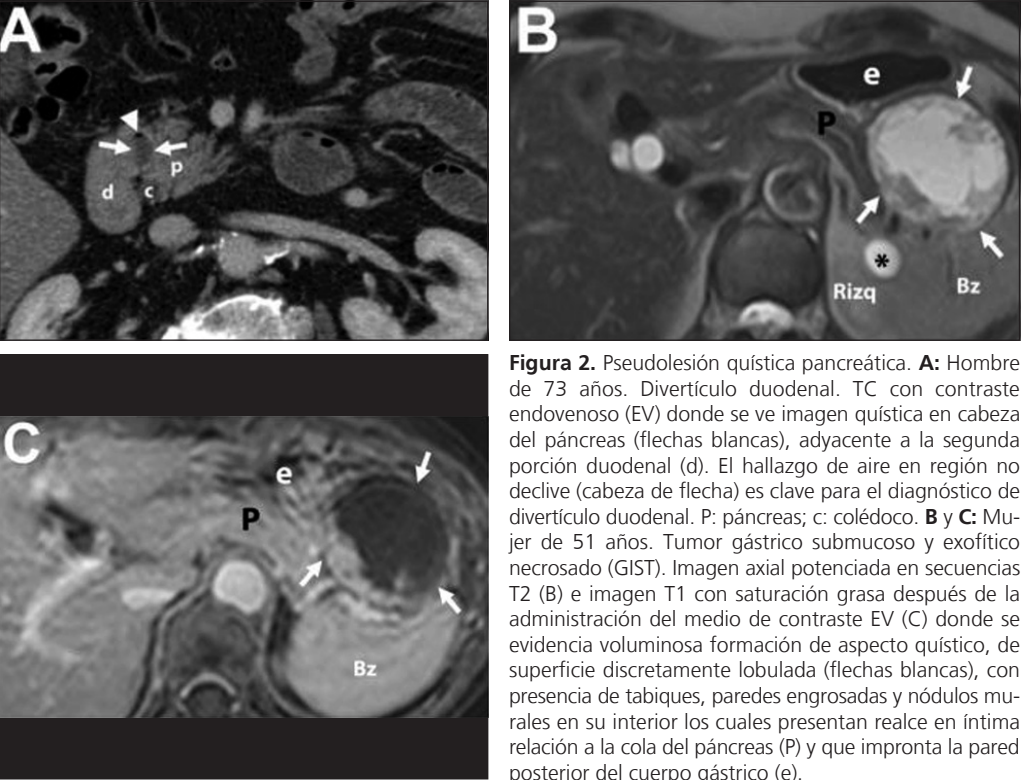 A
d
c
p
B
e
P
*
Rizq
Bz
C
e
P
Bz
Figura 2. Pseudolesión quística pancreática. A: Hombre
de 73 años. Divertículo duodenal. TC con contraste
endovenoso (EV) donde se ve imagen quística en cabeza
del páncreas (flechas blancas), adyacente a la segunda
porción duodenal (d). El hallazgo de aire en región no
declive (cabeza de flecha) es clave para el diagnóstico de
divertículo duodenal. P: páncreas; c: colédoco. B y C: Mu-
jer de 51 años. Tumor gástrico submucoso y exofítico
necrosado (GIST). Imagen axial potenciada en secuencias
T2 (B) e imagen T1 con saturación grasa después de la
administración del medio de contraste EV (C) donde se
evidencia voluminosa formación de aspecto quístico, de
superficie discretamente lobulada (flechas blancas), con
presencia de tabiques, paredes engrosadas y nódulos mu-
rales en su interior los cuales presentan realce en íntima
relación a la cola del páncreas (P) y que impronta la pared
posterior del cuerpo gástrico (e).